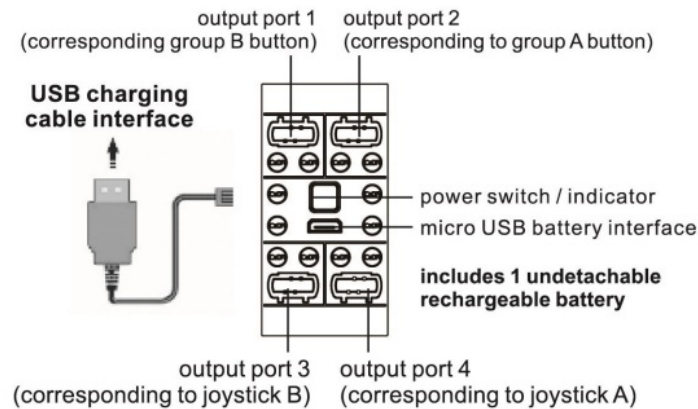 output port 1
(corresponding group B button)
output port 2
(corresponding to group A button)
USB charging
cable interface
power switch / indicator
micro USB battery interface
includes 1 undetachable
rechargeable battery
output port 3
(corresponding to joystick B)
output port 4
(corresponding to joystick A)